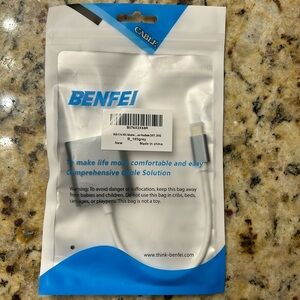 CABLE
BENFEI
New Made in china
To make life more comfortable and easy
Comprehensive Cable Solution
Warning: To avoid danger of suffocation, keep this bag away
from babies and children. Do not use this bag in cribs, beds,
carriages, or playpens. This bag is not a toy.
www.think-benfei.com